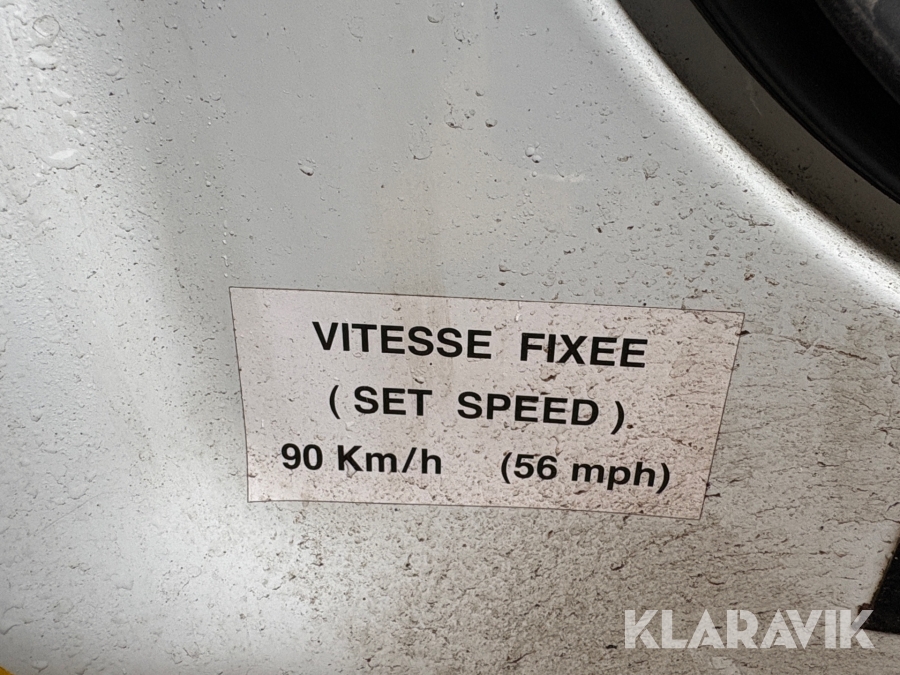 VITESSE FIXEE
( SET SPEED ).
90 Km/h (56 mph)
KLARAVIK